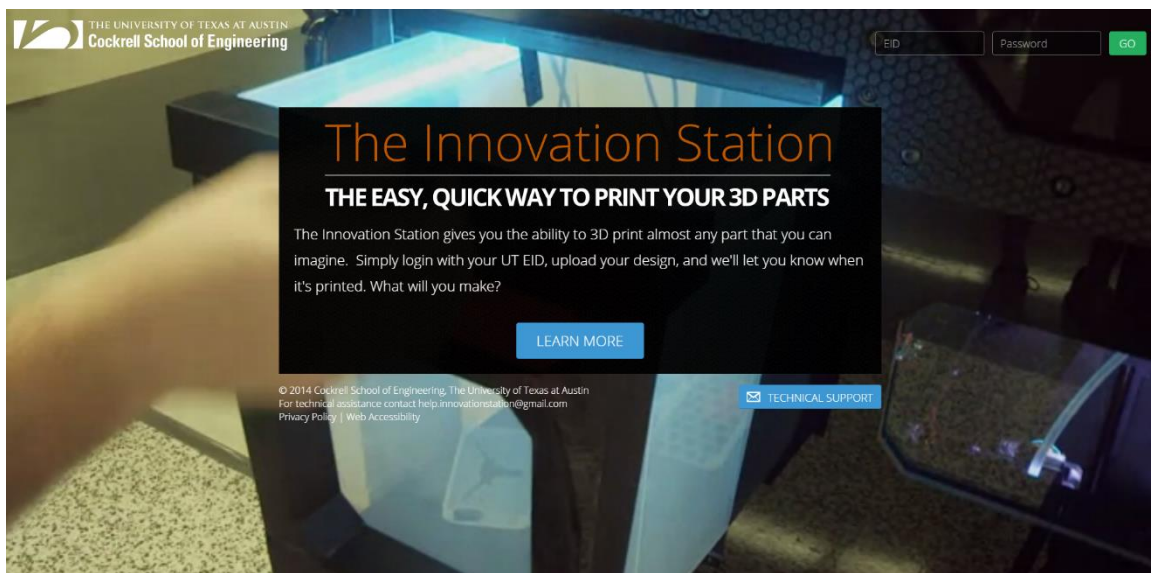 THE UNIVERSITY OF TEXAS AT AUSTIN
Cockrell School of Engineering
EID
Password
GO
The Innovation Station
THE EASY, QUICK WAY TO PRINT YOUR 3D PARTS
The Innovation Station gives you the ability to 3D print almost any part that you can
imagine. Simply login with your UT EID, upload your design, and we'll let you know when
it's printed. What will you make?
LEARN MORE
© 2014 Cockrell School of Engineering, The University of Texas at Austin
For technical assistance contact help.innovationstation@gmail.com
Privacy Policy | Web Accessibility
TECHNICAL SUPPORT